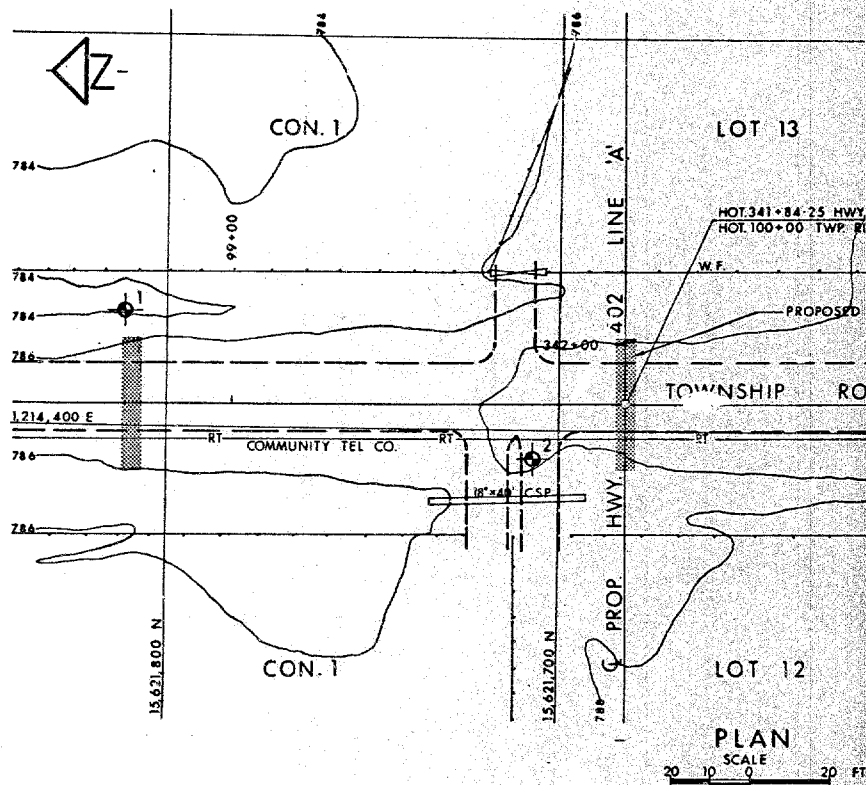 784
786
Z
CON. 1
LOT 13
784
99+00
HWY. 402 LINE 'A'
HOT. 341+84·25 HWY.
HOT. 100+00 TWP.
W.F.
784
1
784
PROPOSED
786
342+00
TOWNSHIP RO
1,214,400 E
RT
COMMUNITY TEL CO.
RT
RT
2
786
18"×40' CSP
786
PROP.
15,621,800 N
15,621,700 N
CON. 1
LOT 12
788
PLAN
SCALE
20 10 0 20 FT